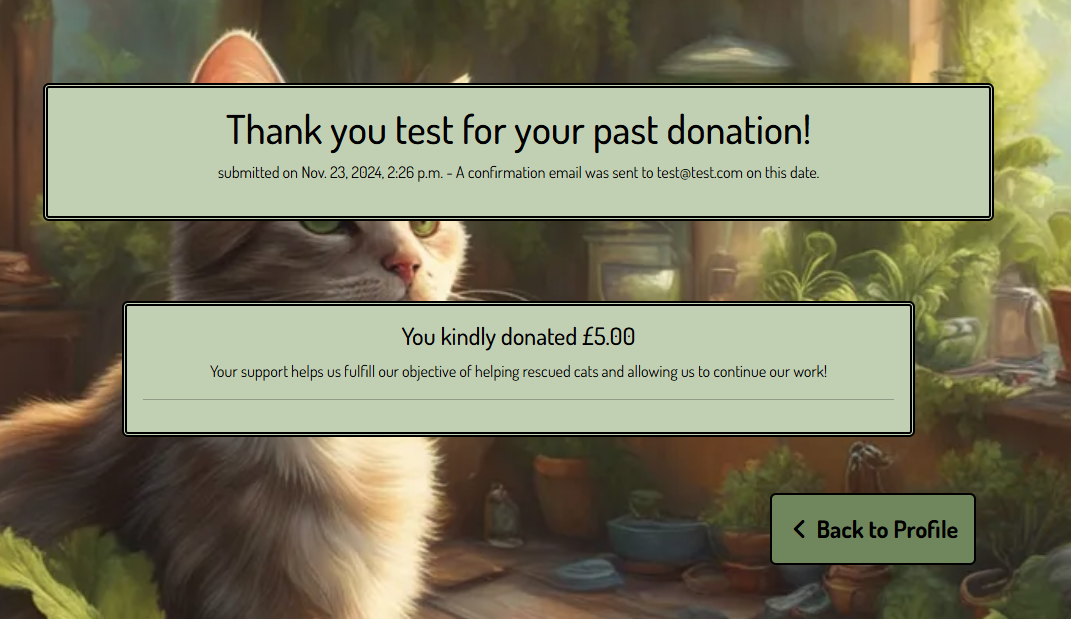 Thank you test for your past donation!
submitted on Nov. 23, 2024, 2:26 p.m. - A confirmation email was sent to test@test.com on this date.
You kindly donated £5.00
Your support helps us fulfill our objective of helping rescued cats and allowing us to continue our work!
Back to Profile